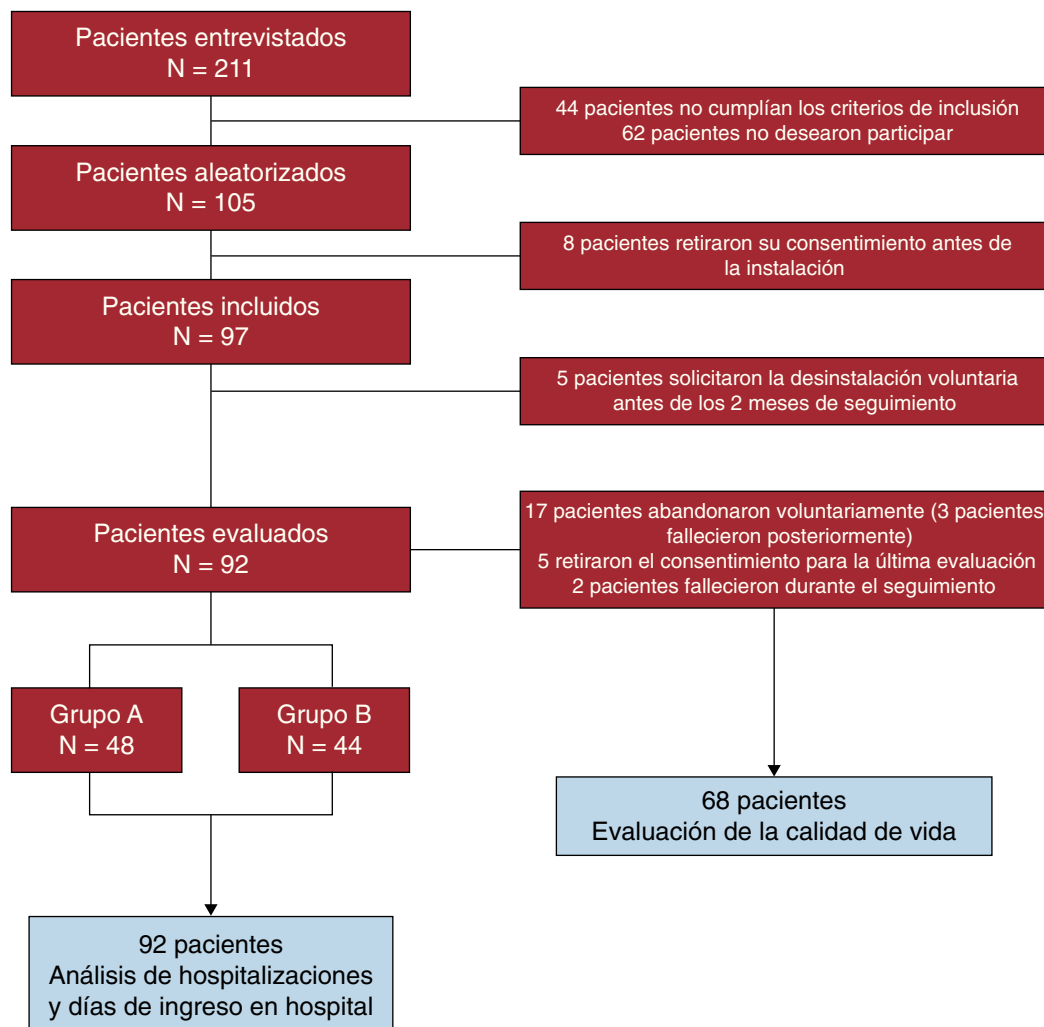 Pacientes entrevistados
N = 211
44 pacientes no cumplían los criterios de inclusión
62 pacientes no desearon participar
Pacientes aleatorizados
N = 105
8 pacientes retiraron su consentimiento antes de
la instalación
Pacientes incluidos
N = 97
5 pacientes solicitaron la desinstalación voluntaria
antes de los 2 meses de seguimiento
Pacientes evaluados
N = 92
17 pacientes abandonaron voluntariamente (3 pacientes
fallecieron posteriormente)
5 retiraron el consentimiento para la última evaluación
2 pacientes fallecieron durante el seguimiento
Grupo A
N = 48
Grupo B
N = 44
68 pacientes
Evaluación de la calidad de vida
92 pacientes
Análisis de hospitalizaciones
y días de ingreso en hospital